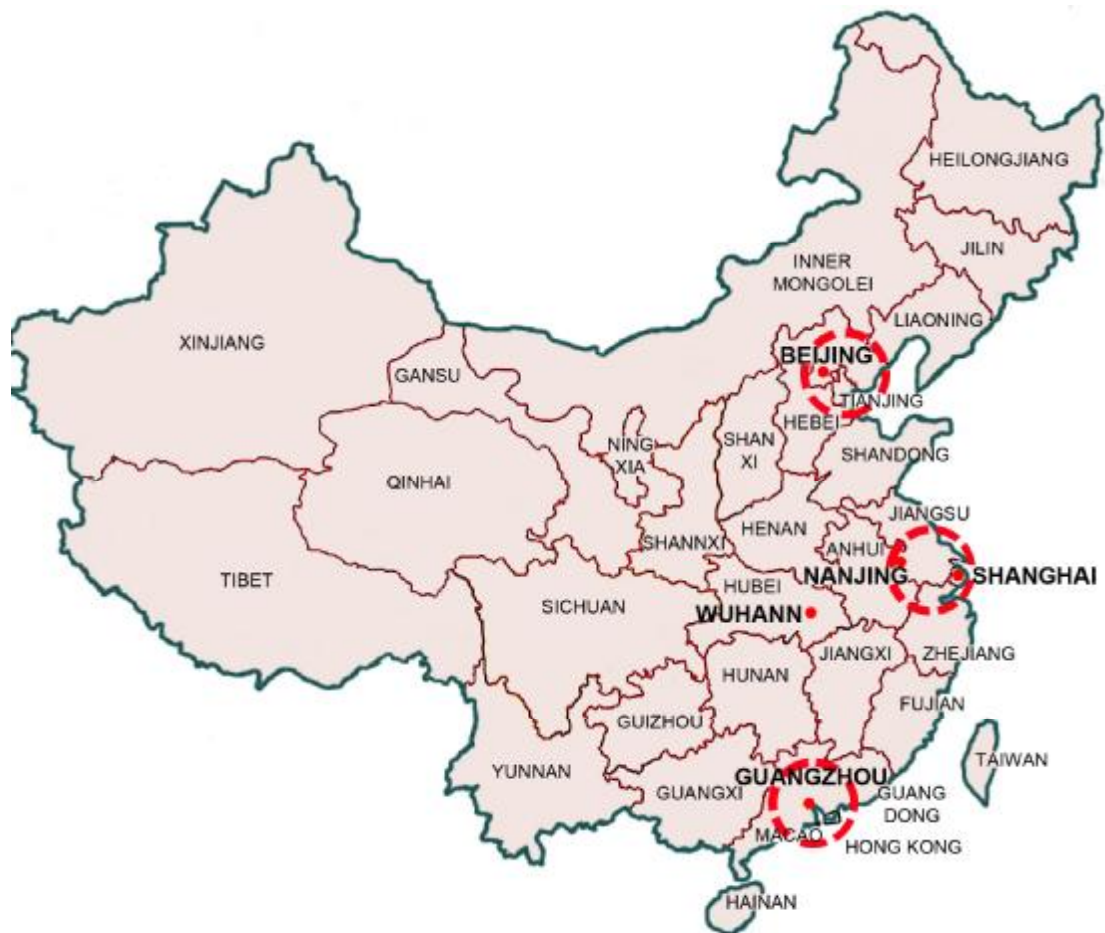 HEILONGJIANG
JILIN
INNER
MONGOLEI
LIAONING
XINJIANG
BEIJING
GANSU
TIANJING
HEBEI
NING
XIA
SHAN
XI
SHANDONG
QINHAI
JIANGSU
HENAN
SHANNXI
ANHUI
TIBET
NANJING
SHANGHAI
HUBEI
SICHUAN
WUHANN
JIANGXI
ZHEJIANG
HUNAN
FUJIAN
GUIZHOU
TAIWAN
YUNNAN
GUANGZHOU
GUANGXI
GUANG
DONG
MACAO
HONG KONG
HAINAN